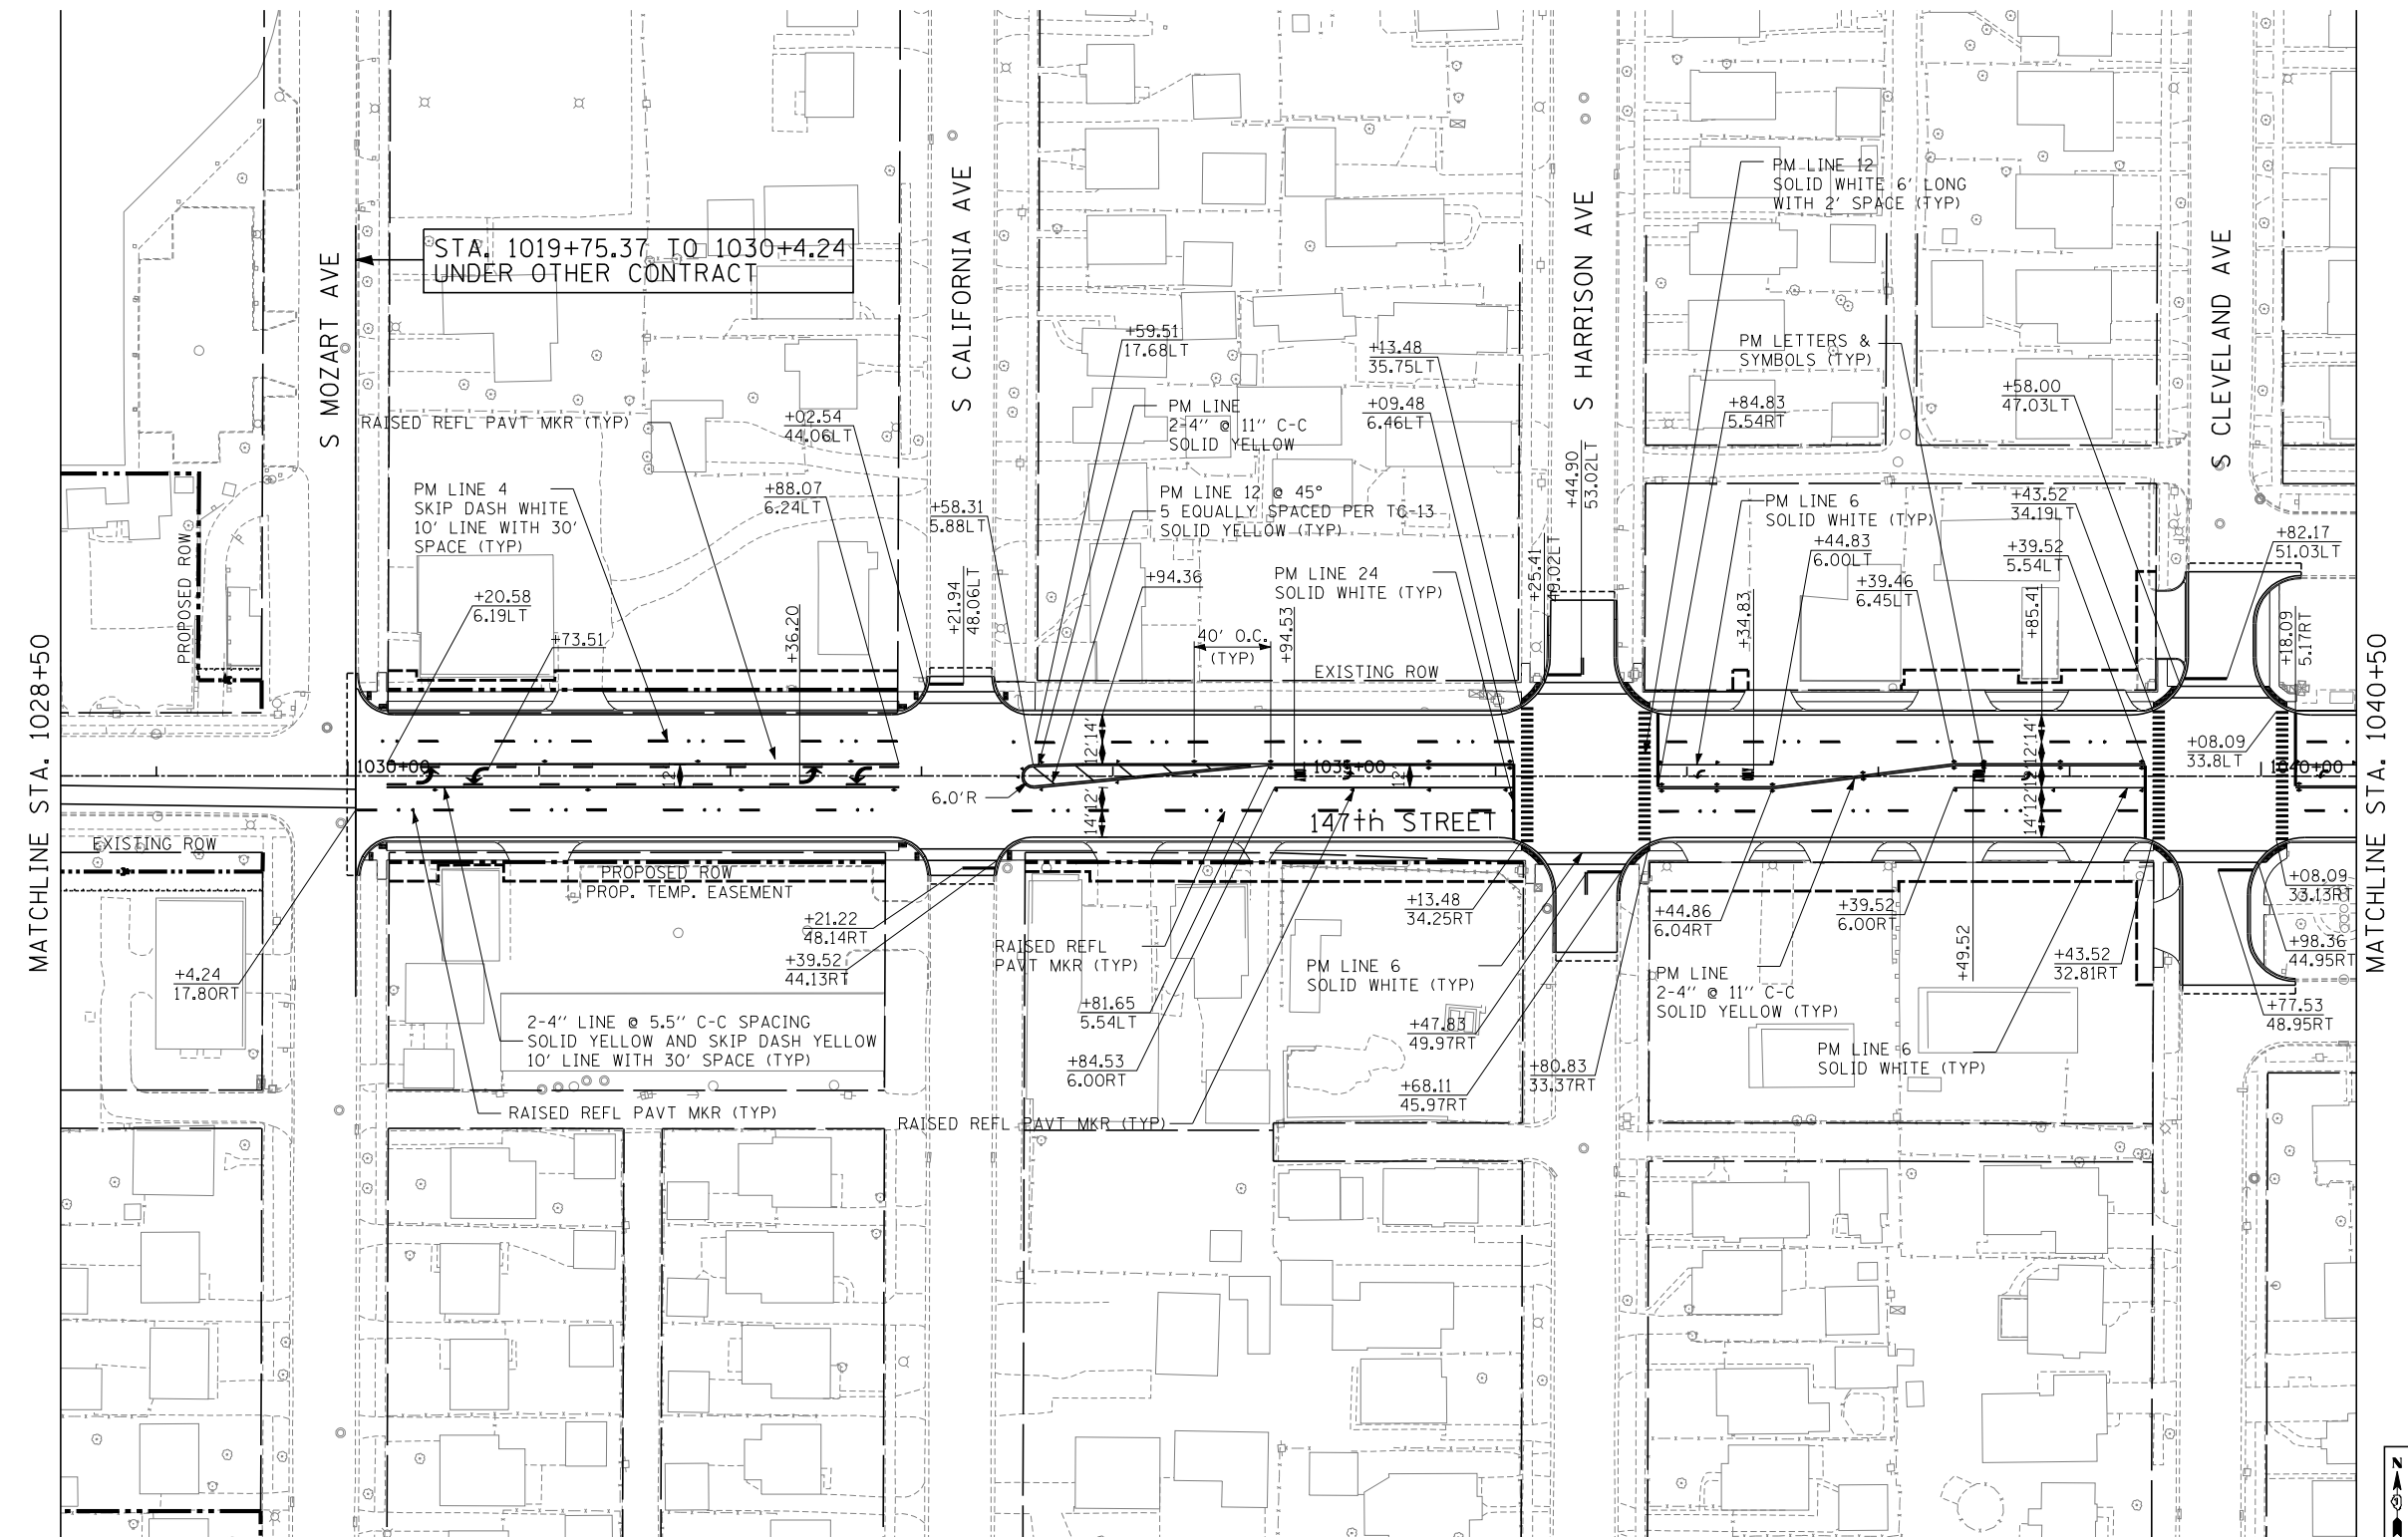 MATCHLINE STA. 1028+50
MATCHLINE STA. 1040+50
S MOZART AVE
S CALIFORNIA AVE
S HARRISON AVE
S CLEVELAND AVE
147th STREET
STA. 1019+75.37 TO 1030+4.24
UNDER OTHER CONTRACT
RAISED REFL PAVT MKR (TYP)
+02.54
44.06LT
PM LINE 4
SKIP DASH WHITE
10' LINE WITH 30'
SPACE (TYP)
+88.07
6.24LT
+20.58
6.19LT
+73.51
+36.20
PROPOSED ROW
+58.31
5.88LT
+21.94
48.06LT
+59.51
17.68LT
PM LINE
2-4'' @ 11'' C-C
SOLID YELLOW
PM LINE 12 @ 45°
5 EQUALLY SPACED PER TC-13
SOLID YELLOW (TYP)
+94.36
PM LINE 24
SOLID WHITE (TYP)
40' O.C.
(TYP)
+94.53
EXISTING ROW
+13.48
35.75LT
+09.48
6.46LT
+25.41
49.02LT
+44.90
53.02LT
PM LINE 12
SOLID WHITE 6' LONG
WITH 2' SPACE (TYP)
PM LETTERS &
SYMBOLS (TYP)
+84.83
5.54RT
+58.00
47.03LT
PM LINE 6
SOLID WHITE (TYP)
+44.83
6.00LT
+39.46
6.45LT
+34.83
+43.52
34.19LT
+39.52
5.54LT
+85.41
+82.17
51.03LT
+18.09
5.17RT
+08.09
33.8LT
1030+00
1035+00
1040+00
12'
12'14'
14'12'
12'
12'14'
12'
14'12'
6.0'R
EXISTING ROW
PROPOSED ROW
PROP. TEMP. EASEMENT
+4.24
17.80RT
+21.22
48.14RT
+39.52
44.13RT
2-4'' LINE @ 5.5'' C-C SPACING
SOLID YELLOW AND SKIP DASH YELLOW
10' LINE WITH 30' SPACE (TYP)
RAISED REFL PAVT MKR (TYP)
RAISED REFL
PAVT MKR (TYP)
+81.65
5.54LT
+84.53
6.00RT
RAISED REFL PAVT MKR (TYP)
+13.48
34.25RT
PM LINE 6
SOLID WHITE (TYP)
+47.83
49.97RT
+68.11
45.97RT
+80.83
33.37RT
+44.86
6.04RT
PM LINE
2-4'' @ 11'' C-C
SOLID YELLOW (TYP)
+39.52
6.00RT
+49.52
+43.52
32.81RT
PM LINE 6
SOLID WHITE (TYP)
+08.09
33.13RT
+98.36
44.95RT
+77.53
48.95RT
N